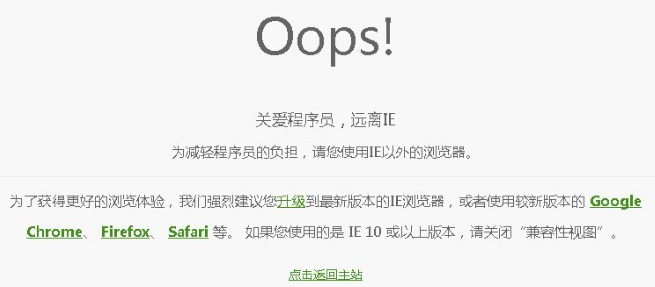 Oops!
关爱程序员，远离IE
为减轻程序员的负担，请您使用IE以外的浏览器。
为了获得更好的浏览体验，我们强烈建议您升级到最新版本的IE浏览器，或者使用较新版本的 Google
Chrome、 Firefox、 Safari 等。 如果您使用的是 IE 10 或以上版本，请关闭“兼容性视图”。
点击返回主站